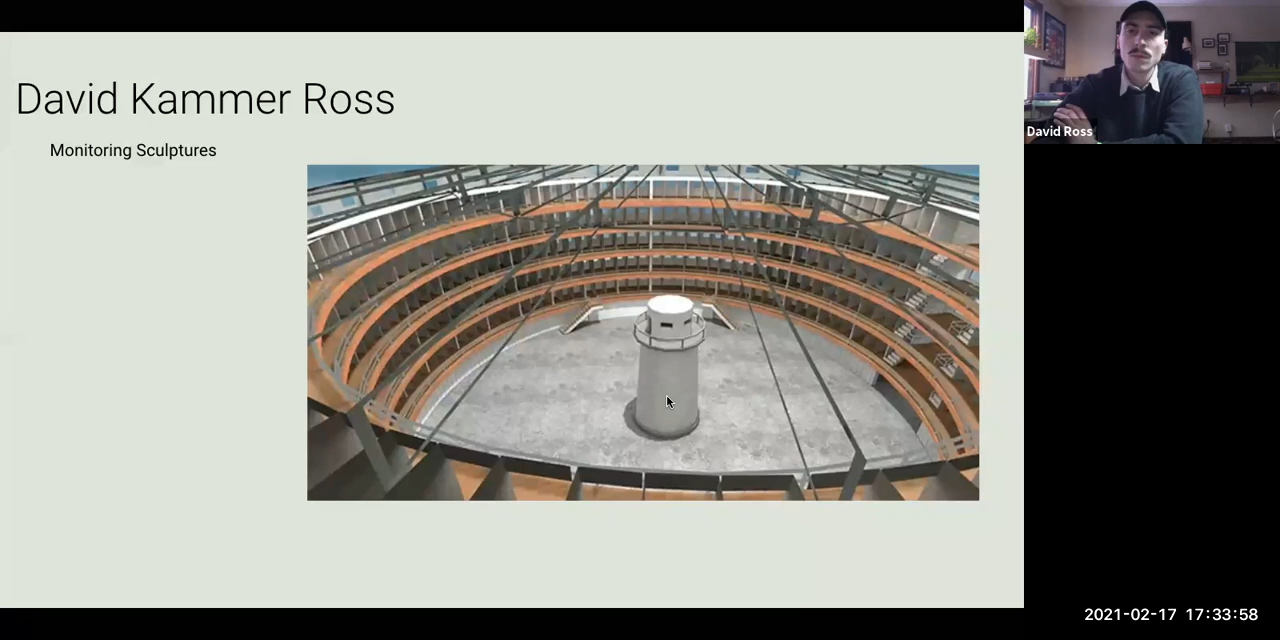 David Kammer Ross
Monitoring Sculptures
David Ross
2021-02-17 17:33:58